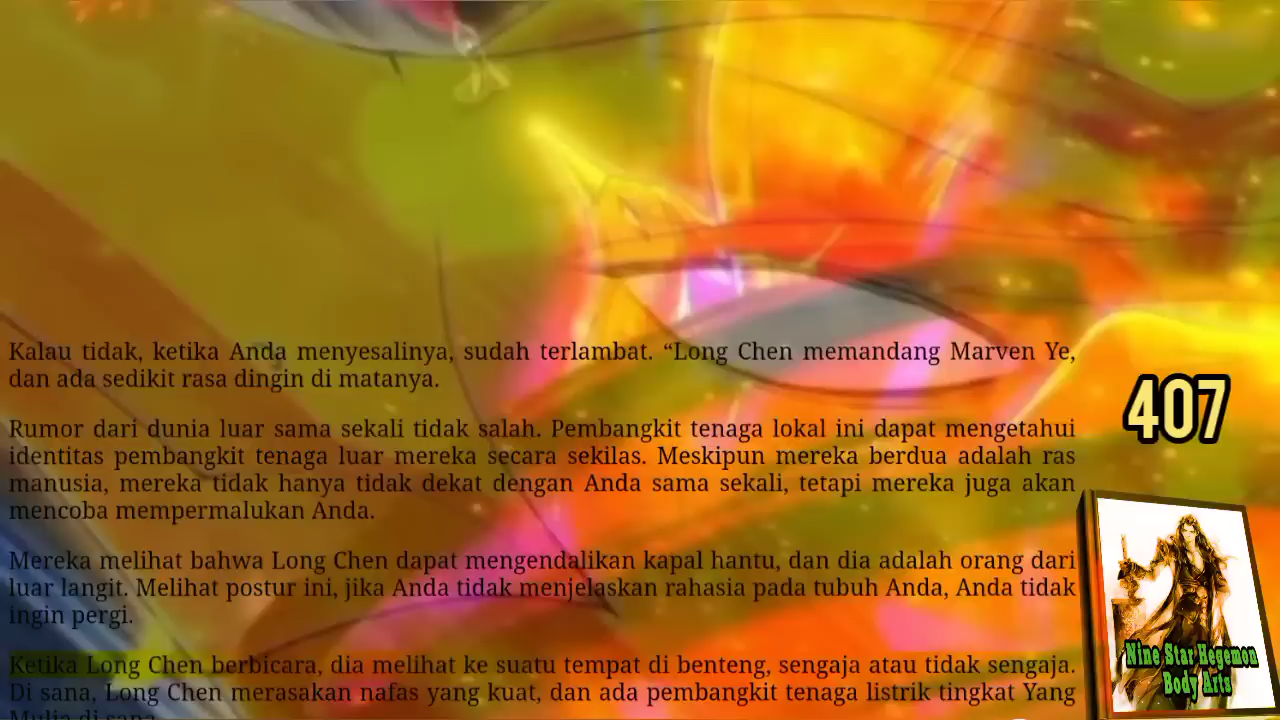 Kalau tidak, ketika Anda menyesalinya, sudah terlambat. “Long Chen memandang Marven Ye,
dan ada sedikit rasa dingin di matanya.
Rumor dari dunia luar sama sekali tidak salah. Pembangkit tenaga lokal ini dapat mengetahui
identitas pembangkit tenaga luar mereka secara sekilas. Meskipun mereka berdua adalah ras
manusia, mereka tidak hanya tidak dekat dengan Anda sama sekali, tetapi mereka juga akan
mencoba mempermalukan Anda.
Mereka melihat bahwa Long Chen dapat mengendalikan kapal hantu, dan dia adalah orang dari
luar langit. Melihat postur ini, jika Anda tidak menjelaskan rahasia pada tubuh Anda, Anda tidak
ingin pergi.
Ketika Long Chen berbicara, dia melihat ke suatu tempat di benteng, sengaja atau tidak sengaja.
Di sana, Long Chen merasakan nafas yang kuat, dan ada pembangkit tenaga listrik tingkat Yang
Mulia di sana
407
Nine Star Hegemon
Body Arts